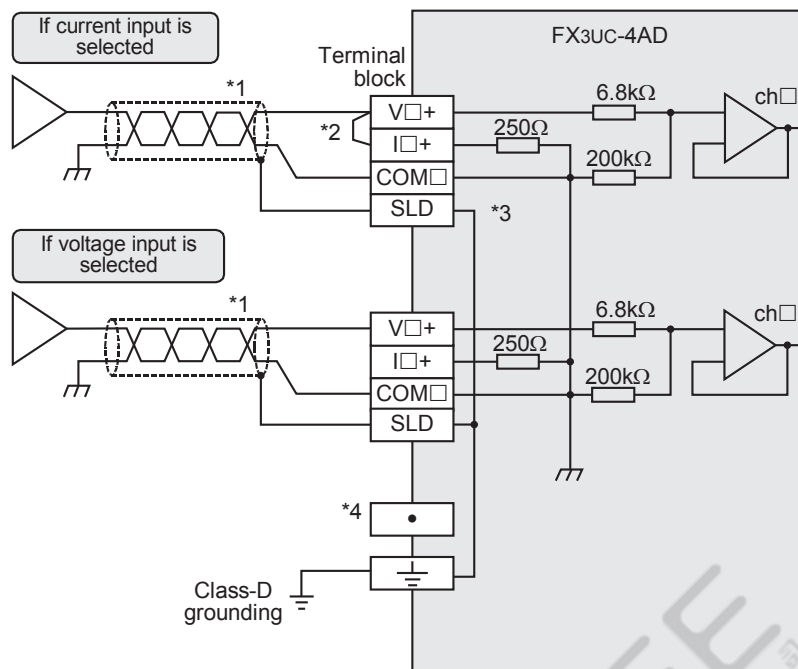 If current input is
selected
FX3UC-4AD
Terminal
block
*1
*2
V□+
I□+
COM□
SLD
6.8kΩ
250Ω
200kΩ
ch□
*3
If voltage input is
selected
*1
V□+
I□+
COM□
SLD
6.8kΩ
250Ω
200kΩ
ch□
*4
Class-D
grounding